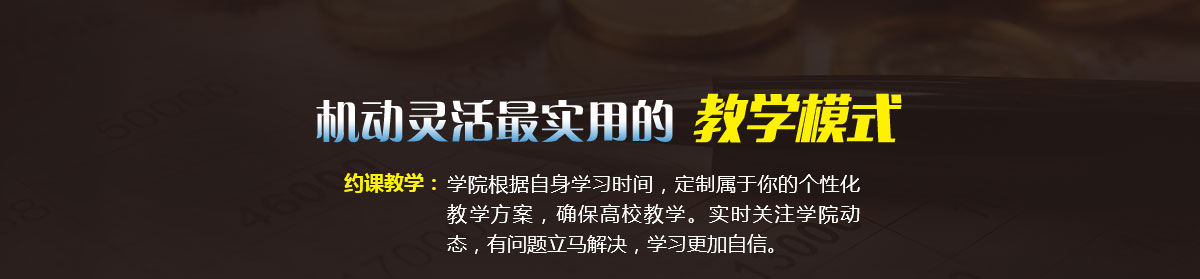 机动灵活最实用的 教学模式
约课教学：学院根据自身学习时间，定制属于你的个性化
教学方案，确保高校教学。实时关注学院动
态，有问题立马解决，学习更加自信。